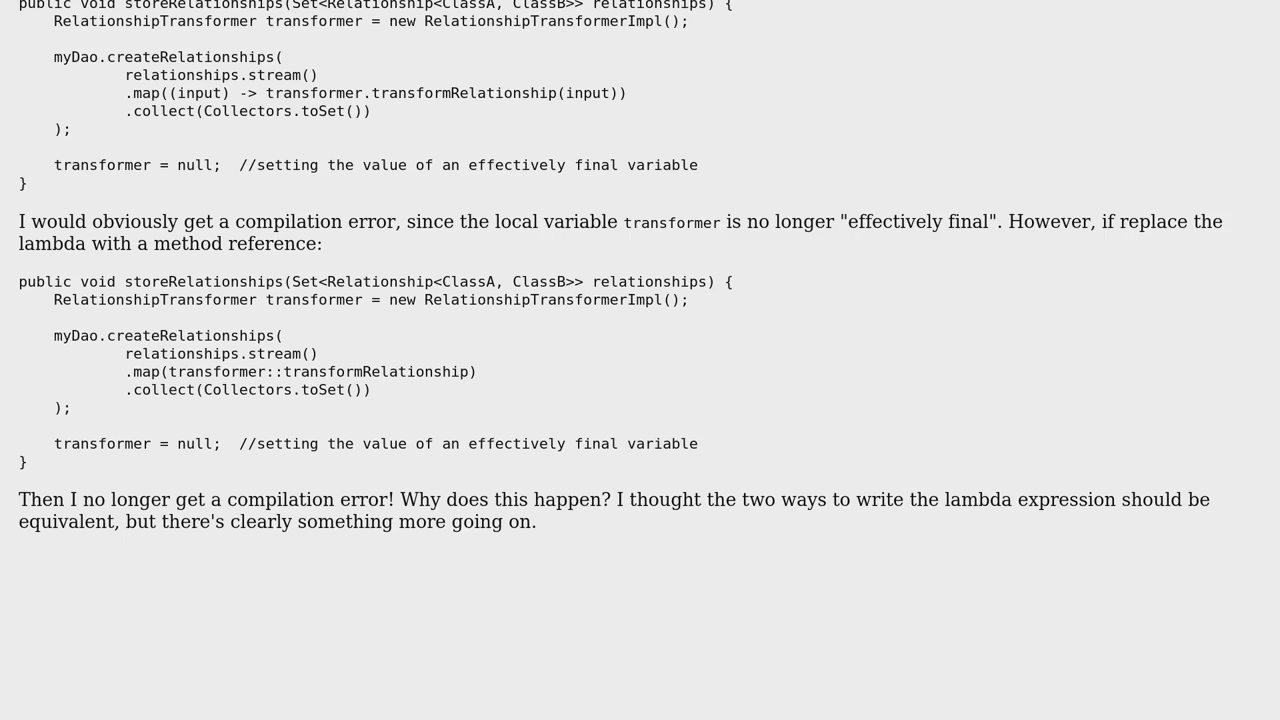 public void storeRelationships(Set<Relationship<ClassA, ClassB>> relationships) {
    RelationshipTransformer transformer = new RelationshipTransformerImpl();

    myDao.createRelationships(
            relationships.stream()
            .map((input) -> transformer.transformRelationship(input))
            .collect(Collectors.toSet())
    );

    transformer = null;  //setting the value of an effectively final variable
}
I would obviously get a compilation error, since the local variable transformer is no longer "effectively final". However, if replace the
lambda with a method reference:
public void storeRelationships(Set<Relationship<ClassA, ClassB>> relationships) {
    RelationshipTransformer transformer = new RelationshipTransformerImpl();

    myDao.createRelationships(
            relationships.stream()
            .map(transformer::transformRelationship)
            .collect(Collectors.toSet())
    );

    transformer = null;  //setting the value of an effectively final variable
}
Then I no longer get a compilation error! Why does this happen? I thought the two ways to write the lambda expression should be
equivalent, but there's clearly something more going on.